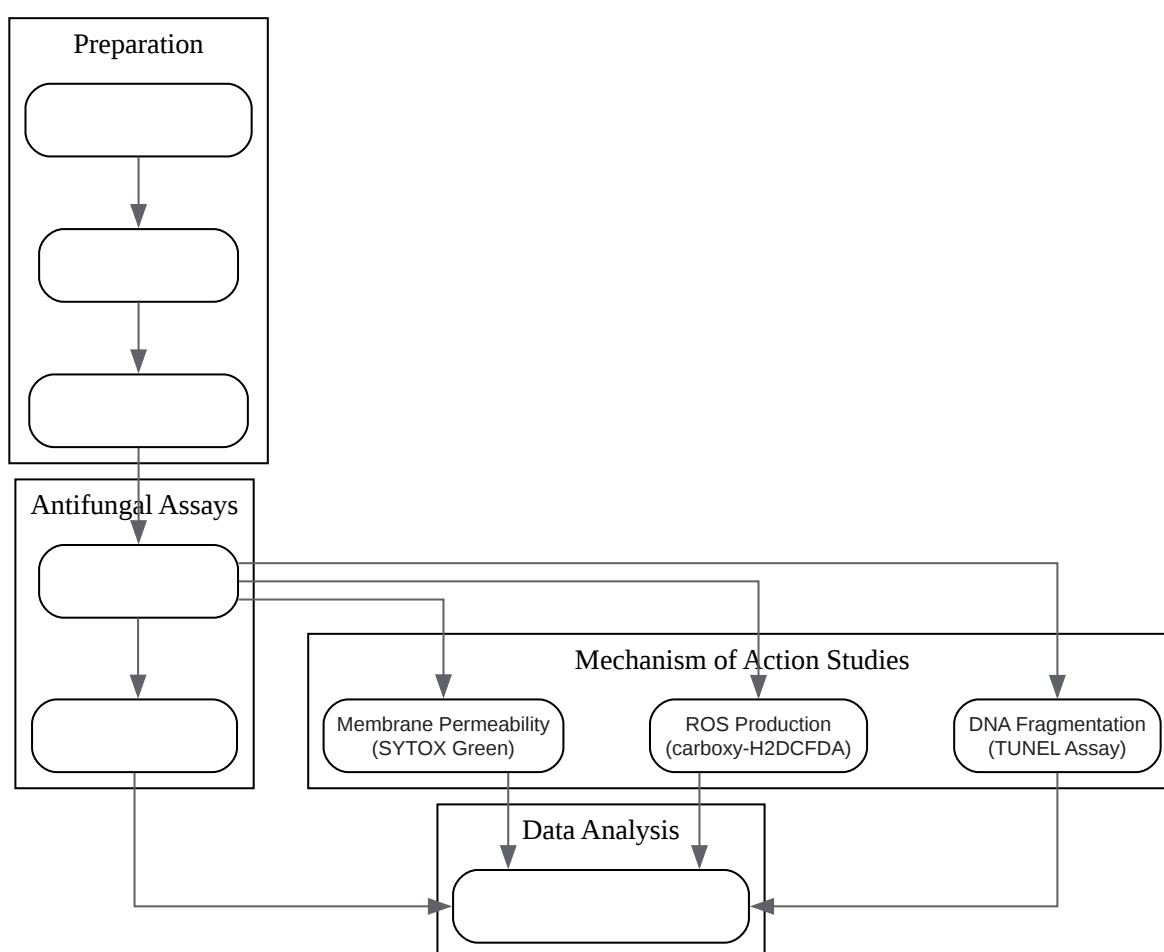 Preparation
Antifungal Assays
Mechanism of Action Studies
Membrane Permeability
(SYTOX Green)
ROS Production
(carboxy-H2DCFDA)
DNA Fragmentation
(TUNEL Assay)
Data Analysis